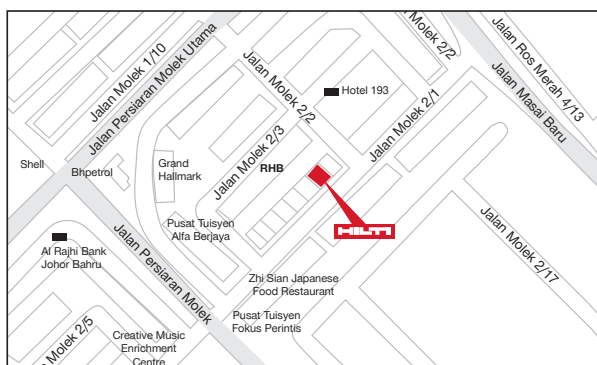 Jalan Molek 1/10
Jalan Persiaran Molek Utama
Jalan Molek 2/2
Molek 2/2
Jalan Ros Merah 4/13
Jalan Masai Baru
Hotel 193
Jalan Molek 2/1
Jalan Molek 2/3
Shell
Bhpetrol
Grand
Hallmark
RHB
Pusat Tuisyen
Alfa Berjaya
HILTI
Jalan Molek 2/17
Al Rajhi Bank
Johor Bahru
Jalan Persiaran Molek
Zhi Sian Japanese
Food Restaurant
Pusat Tuisyen
Fokus Perintis
Molek 2/5
Creative Music
Enrichment
Centre